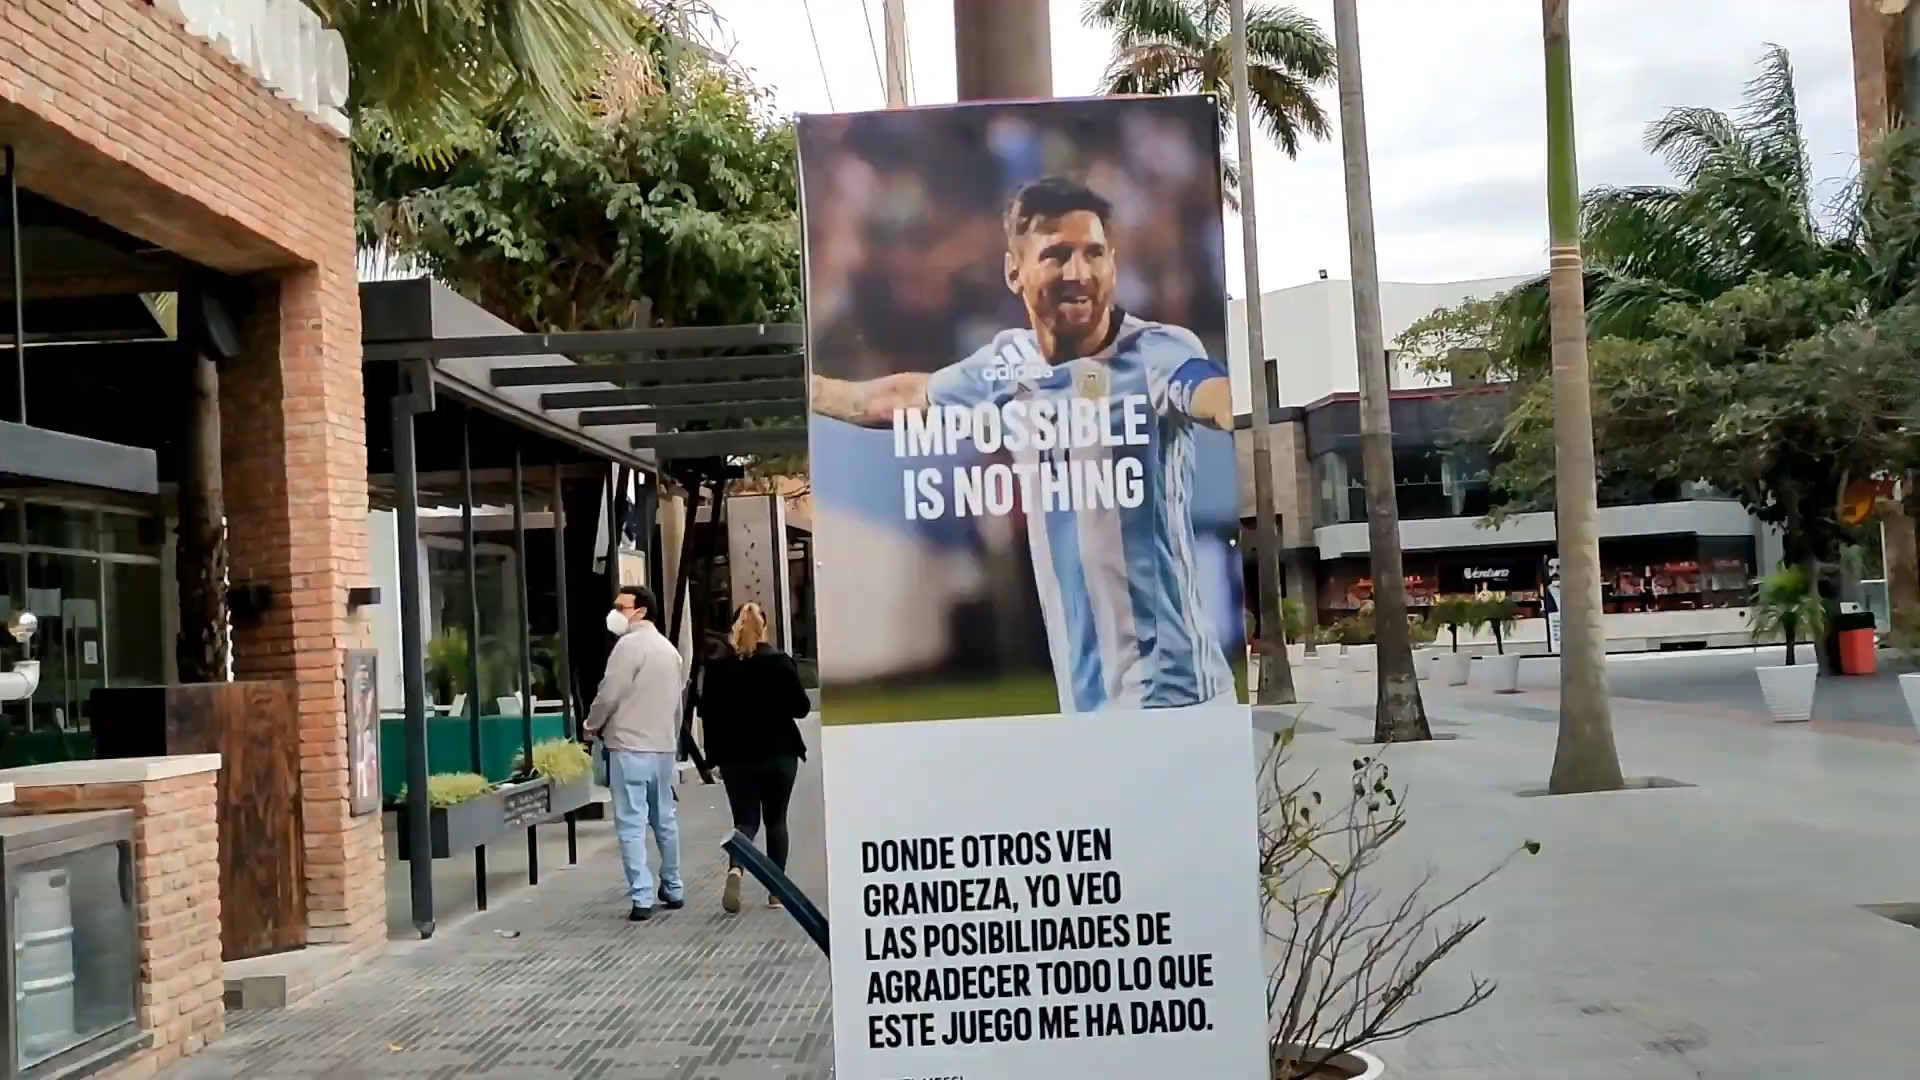 adidas
IMPOSSIBLE
IS NOTHING
DONDE OTROS VEN
GRANDEZA, YO VEO
LAS POSIBILIDADES DE
AGRADECER TODO LO QUE
ESTE JUEGO ME HA DADO.
Ventura